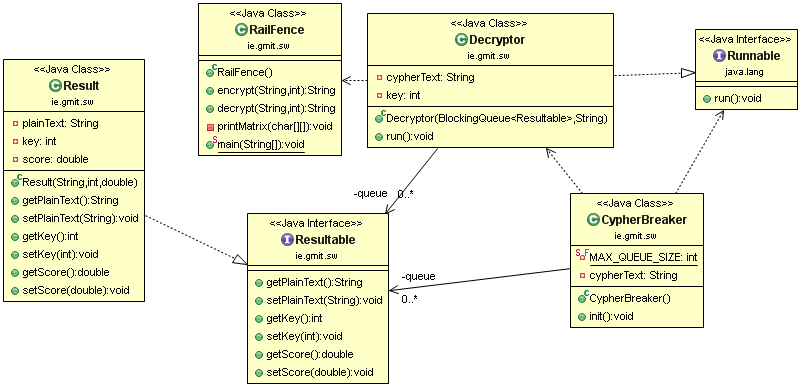 <<Java Class>>
Result
ie.gmit.sw
plainText: String
key: int
score: double
Result(String,int,double)
getPlainText():String
setPlainText(String):void
getKey():int
setKey(int):void
getScore():double
setScore(double):void
<<Java Class>>
RailFence
ie.gmit.sw
RailFence()
encrypt(String,int):String
decrypt(String,int):String
printMatrix(char[][]):void
main(String[]):void
<<Java Class>>
Decryptor
ie.gmit.sw
cypherText: String
key: int
Decryptor(BlockingQueue<Resultable>,String)
run():void
<<Java Interface>>
Runnable
java.lang
run():void
-queue
0..*
<<Java Interface>>
Resultable
ie.gmit.sw
getPlainText():String
setPlainText(String):void
getKey():int
setKey(int):void
getScore():double
setScore(double):void
-queue
0..*
<<Java Class>>
CypherBreaker
ie.gmit.sw
MAX_QUEUE_SIZE: int
cypherText: String
CypherBreaker()
init():void